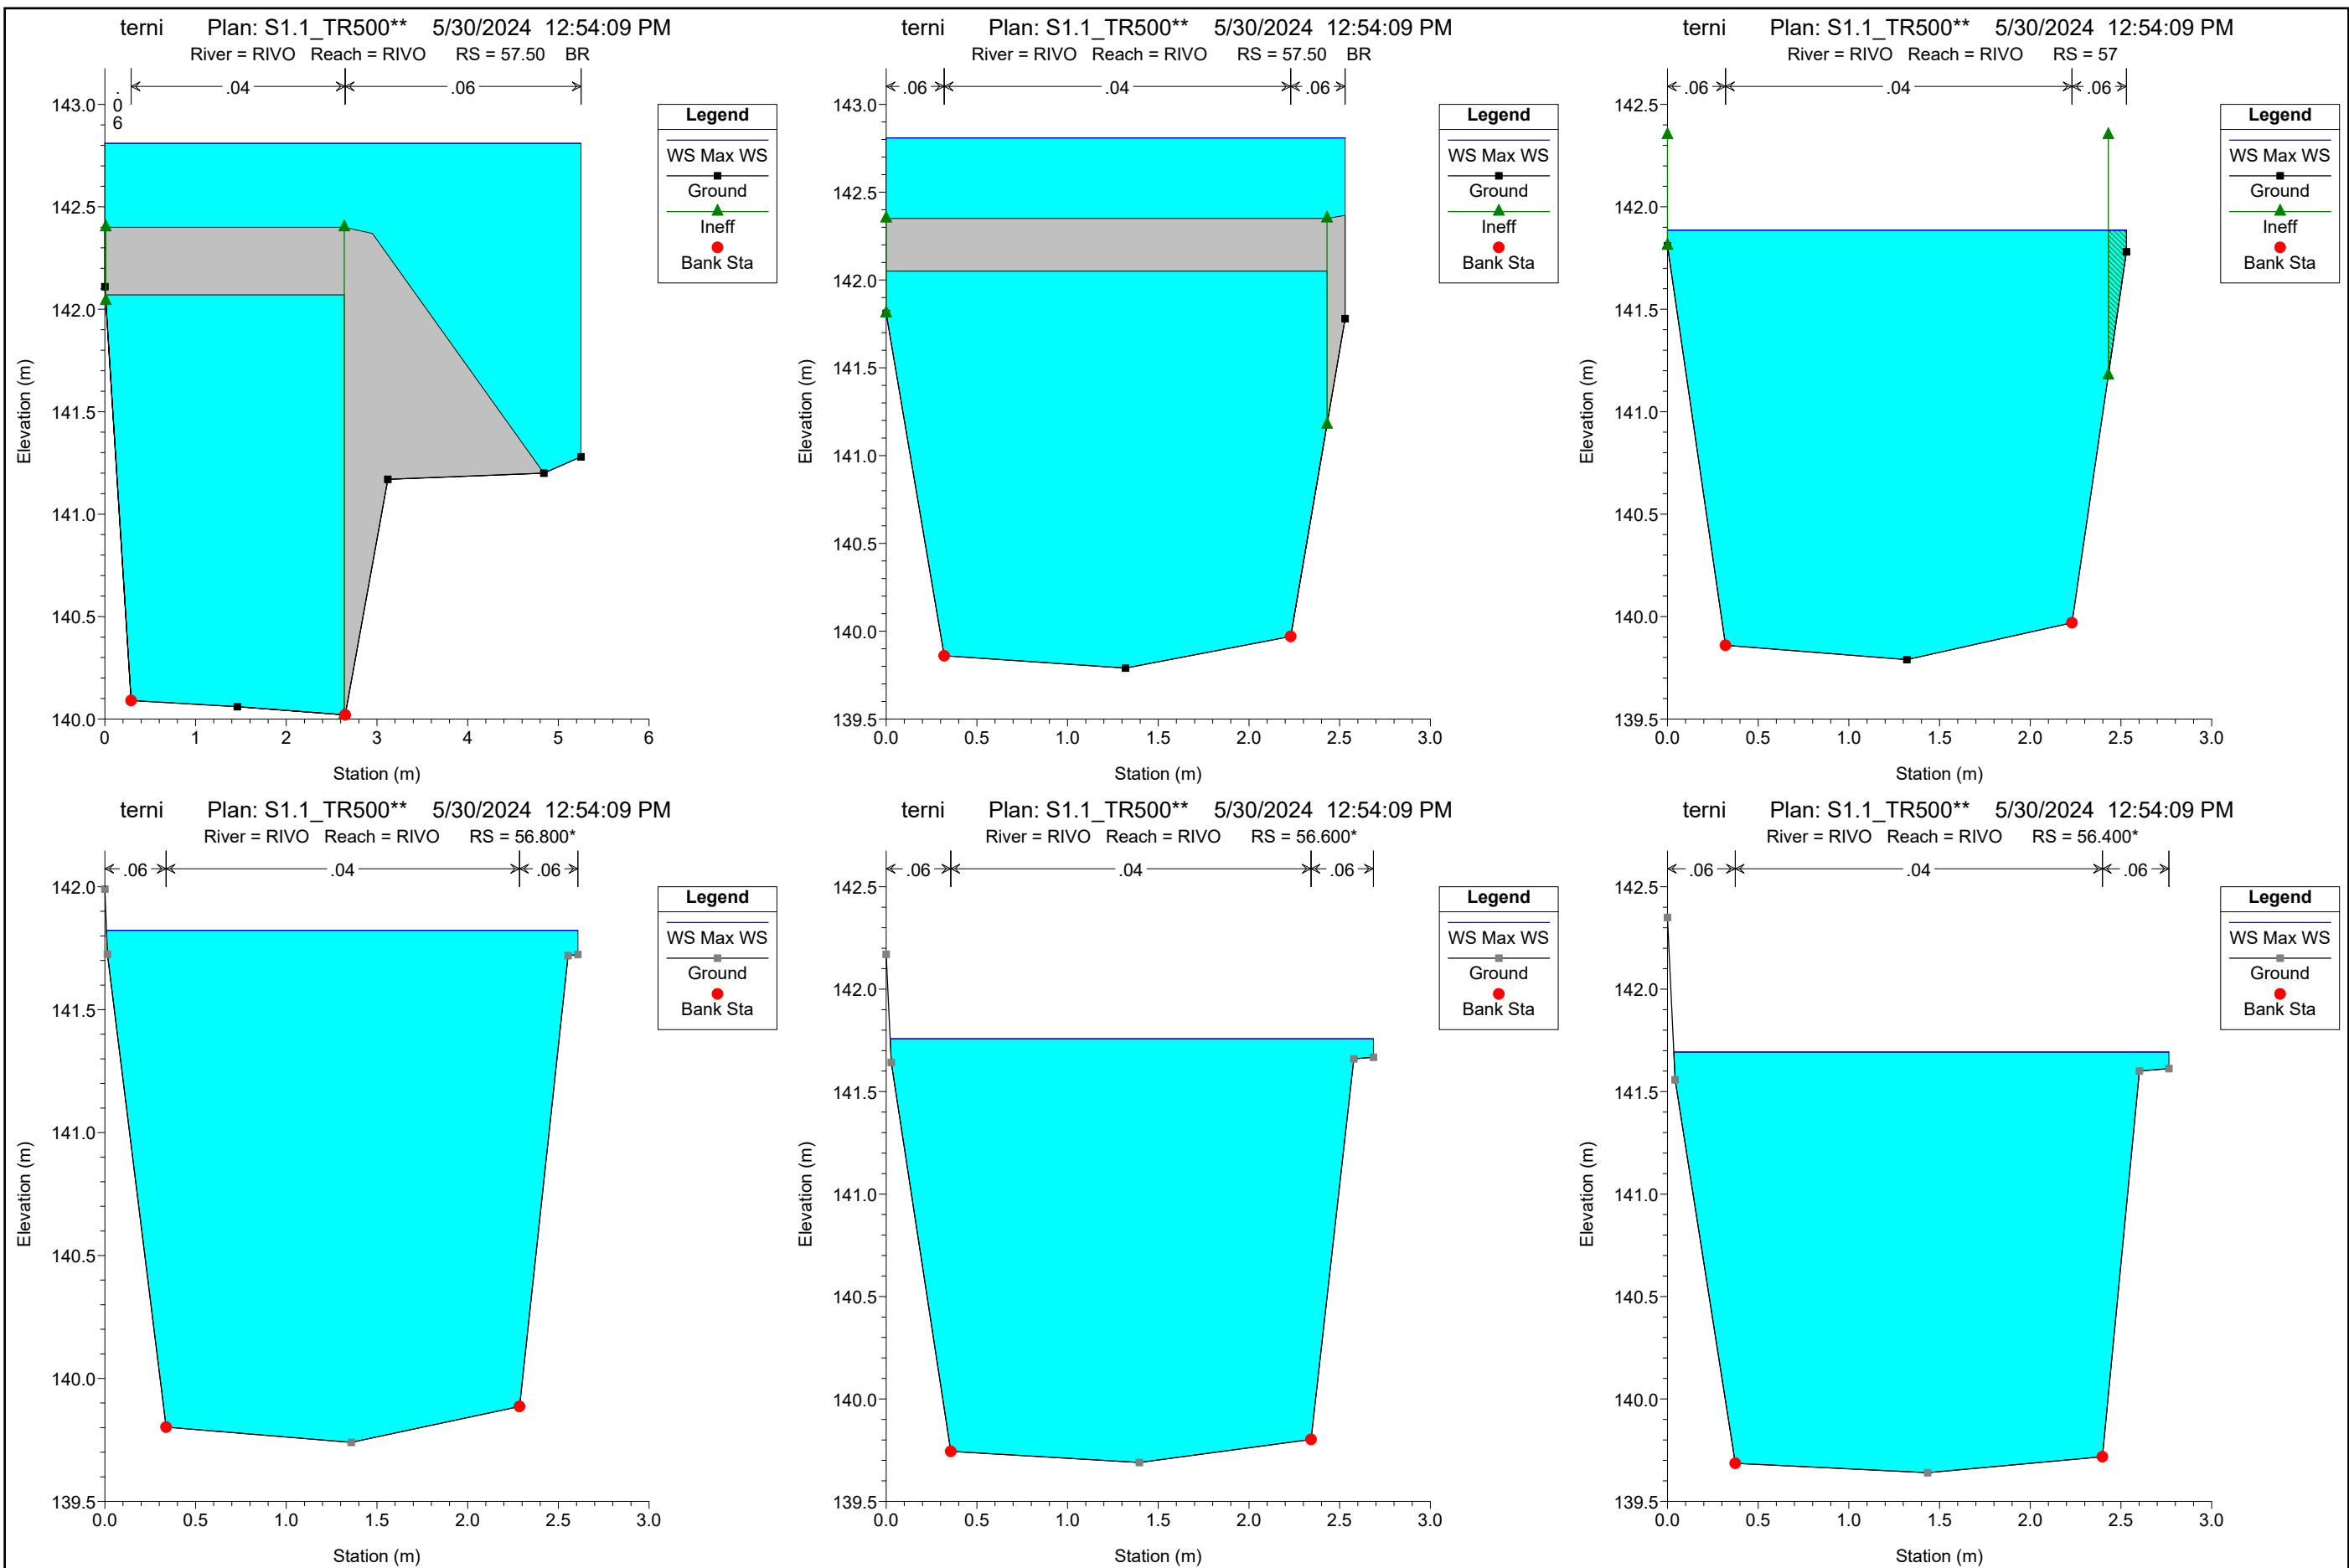 terni Plan: S1.1_TR500** 5/30/2024 12:54:09 PM
River = RIVO Reach = RIVO RS = 57.50 BR
.06
.04
.06
143.0
142.5
142.0
141.5
141.0
140.5
140.0
Elevation (m)
0 1 2 3 4 5 6
Station (m)
Legend
WS Max WS
Ground
Ineff
Bank Sta
terni Plan: S1.1_TR500** 5/30/2024 12:54:09 PM
River = RIVO Reach = RIVO RS = 57.50 BR
.06 .04 .06
143.0
142.5
142.0
141.5
141.0
140.5
140.0
139.5
Elevation (m)
0.0 0.5 1.0 1.5 2.0 2.5 3.0
Station (m)
Legend
WS Max WS
Ground
Ineff
Bank Sta
terni Plan: S1.1_TR500** 5/30/2024 12:54:09 PM
River = RIVO Reach = RIVO RS = 57
.06 .04 .06
142.5
142.0
141.5
141.0
140.5
140.0
139.5
Elevation (m)
0.0 0.5 1.0 1.5 2.0 2.5 3.0
Station (m)
Legend
WS Max WS
Ground
Ineff
Bank Sta
terni Plan: S1.1_TR500** 5/30/2024 12:54:09 PM
River = RIVO Reach = RIVO RS = 56.800*
.06 .04 .06
142.0
141.5
141.0
140.5
140.0
139.5
Elevation (m)
0.0 0.5 1.0 1.5 2.0 2.5 3.0
Station (m)
Legend
WS Max WS
Ground
Bank Sta
terni Plan: S1.1_TR500** 5/30/2024 12:54:09 PM
River = RIVO Reach = RIVO RS = 56.600*
.06 .04 .06
142.5
142.0
141.5
141.0
140.5
140.0
139.5
Elevation (m)
0.0 0.5 1.0 1.5 2.0 2.5 3.0
Station (m)
Legend
WS Max WS
Ground
Bank Sta
terni Plan: S1.1_TR500** 5/30/2024 12:54:09 PM
River = RIVO Reach = RIVO RS = 56.400*
.06 .04 .06
142.5
142.0
141.5
141.0
140.5
140.0
139.5
Elevation (m)
0.0 0.5 1.0 1.5 2.0 2.5 3.0
Station (m)
Legend
WS Max WS
Ground
Bank Sta